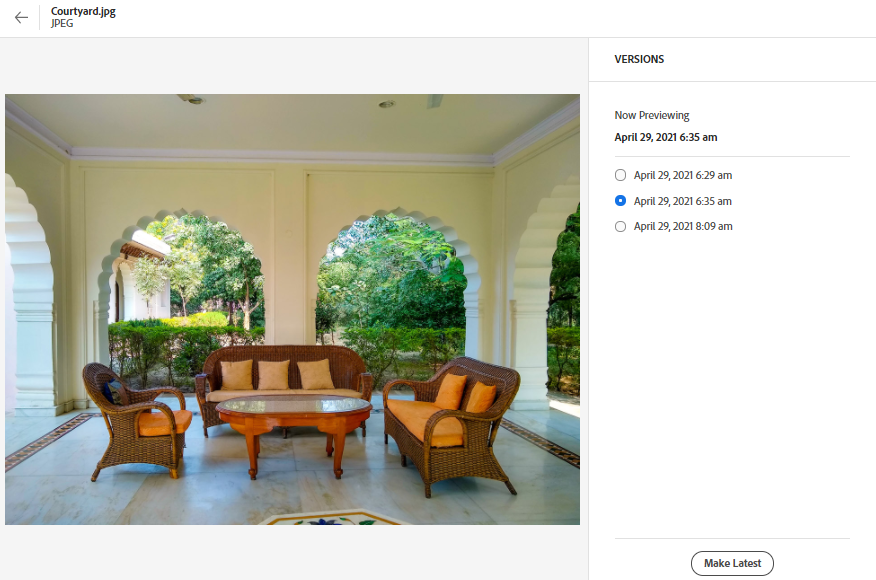 Courtyard.jpg
JPEG
VERSIONS
Now Previewing
April 29, 2021 6:35 am
April 29, 2021 6:29 am
April 29, 2021 6:35 am
April 29, 2021 8:09 am
Make Latest